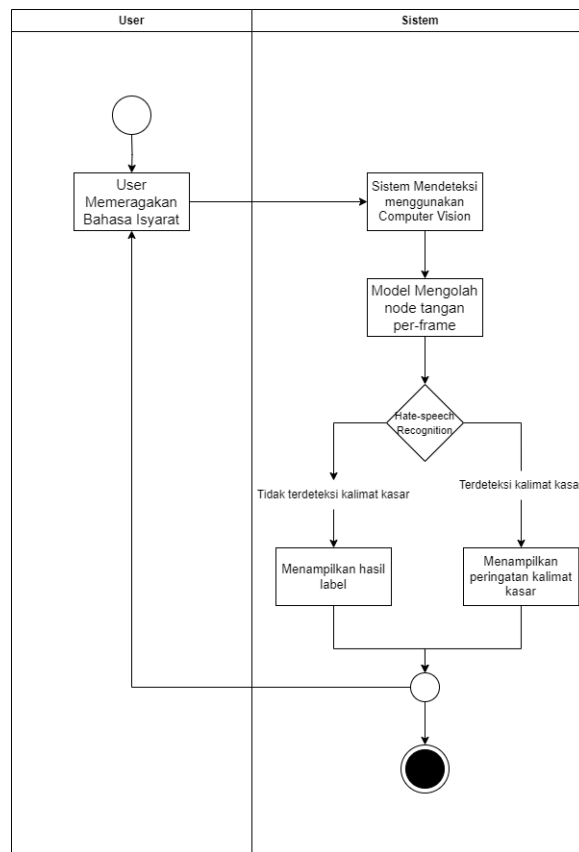 User
Sistem
User
Memeragakan
Bahasa Isyarat
Sistem Mendeteksi
menggunakan
Computer Vision
Model Mengolah
node tangan
per-frame
Hate-speech
Recognition
Tidak terdeteksi kalimat kasar
Terdeteksi kalimat kasa
Menampilkan hasil
label
Menampilkan
peringatan kalimat
kasar